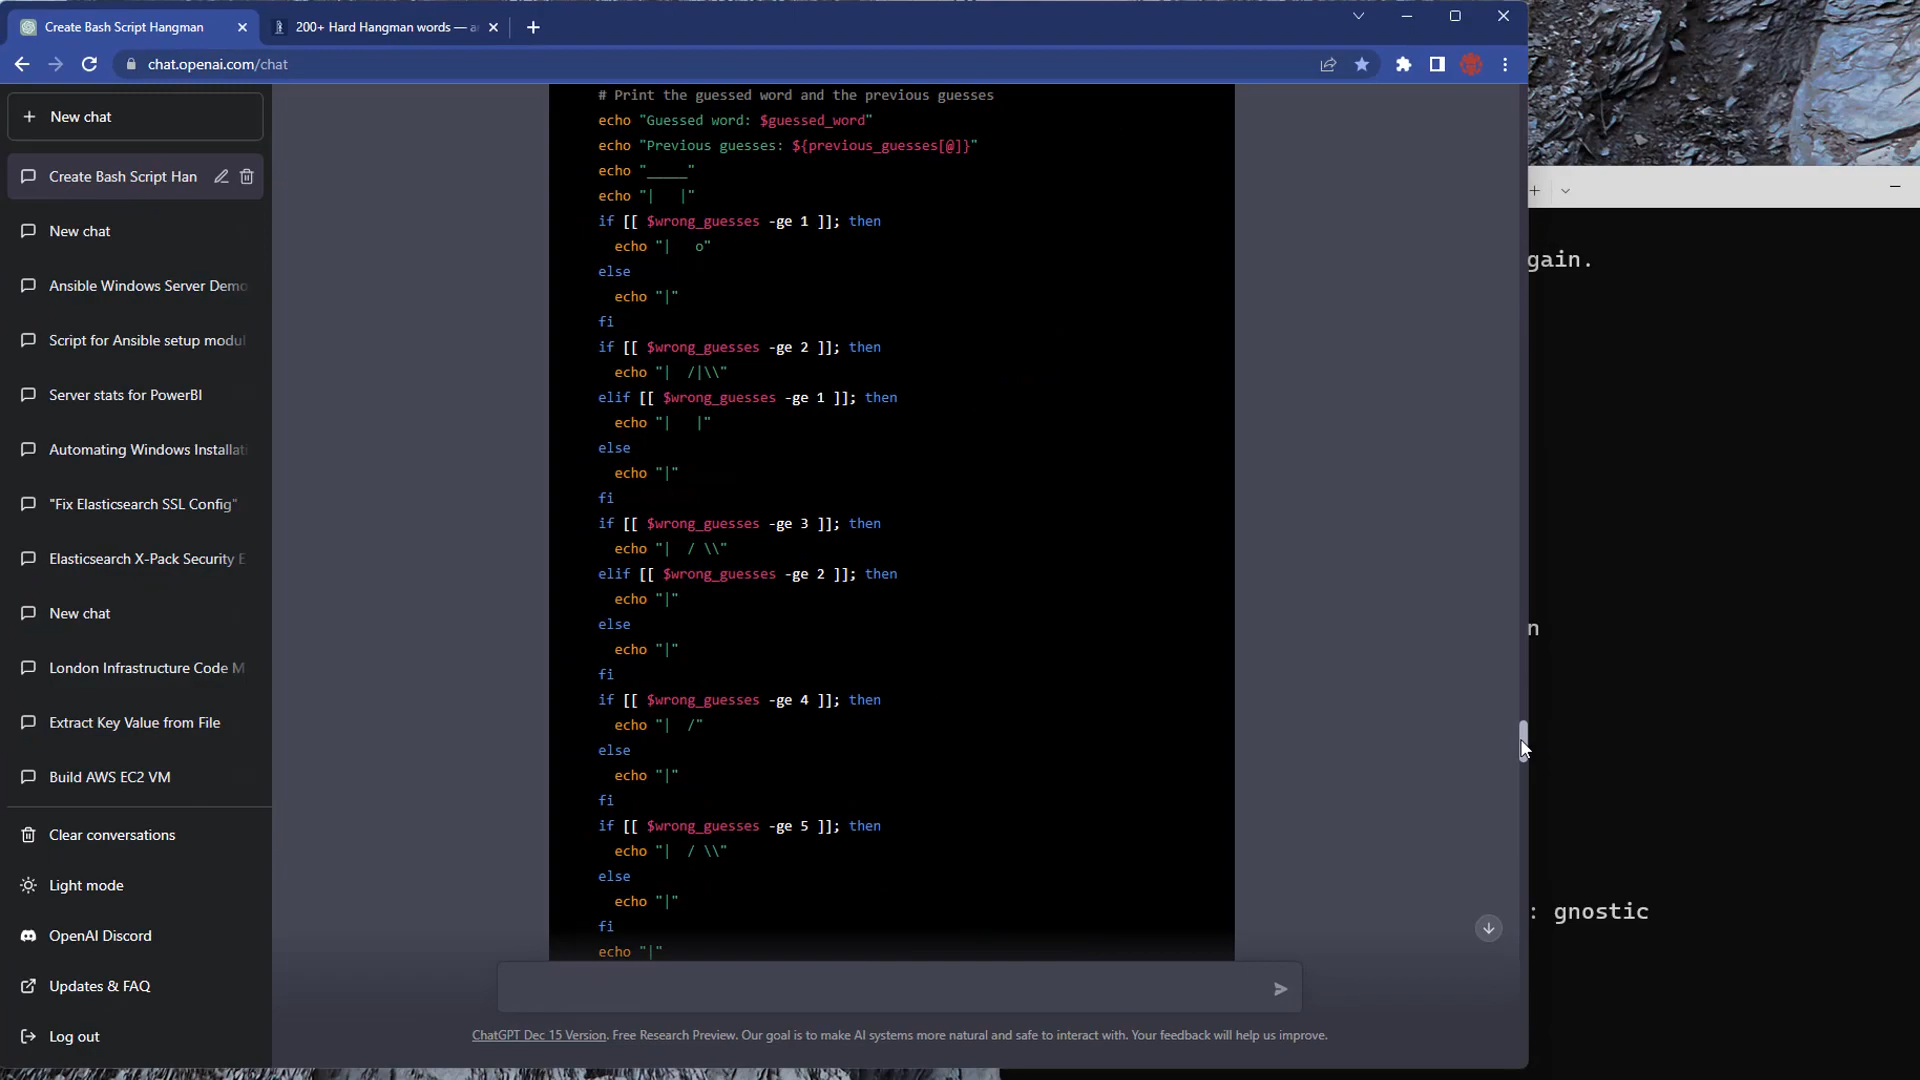 Create Bash Script Hangman
200+ Hard Hangman words — a
chat.openai.com/chat
New chat
Create Bash Script Han
New chat
Ansible Windows Server Demo
Script for Ansible setup modul
Server stats for PowerBI
Automating Windows Installati
"Fix Elasticsearch SSL Config"
Elasticsearch X-Pack Security E
New chat
London Infrastructure Code M
Extract Key Value from File
Build AWS EC2 VM
Clear conversations
Light mode
OpenAI Discord
Updates & FAQ
Log out
# Print the guessed word and the previous guesses
echo "Guessed word: $guessed_word"
echo "Previous guesses: ${previous_guesses[@]}"
echo "_____"
echo "|   |"
if [[ $wrong_guesses -ge 1 ]]; then
  echo "|   o"
else
  echo "|"
fi
if [[ $wrong_guesses -ge 2 ]]; then
  echo "|  /|\\"
elif [[ $wrong_guesses -ge 1 ]]; then
  echo "|   |"
else
  echo "|"
fi
if [[ $wrong_guesses -ge 3 ]]; then
  echo "|  / \\"
elif [[ $wrong_guesses -ge 2 ]]; then
  echo "|"
else
  echo "|"
fi
if [[ $wrong_guesses -ge 4 ]]; then
  echo "|  /"
else
  echo "|"
fi
if [[ $wrong_guesses -ge 5 ]]; then
  echo "|  / \\"
else
  echo "|"
fi
echo "|"
ChatGPT Dec 15 Version. Free Research Preview. Our goal is to make AI systems more natural and safe to interact with. Your feedback will help us improve.
gain.
n
: gnostic